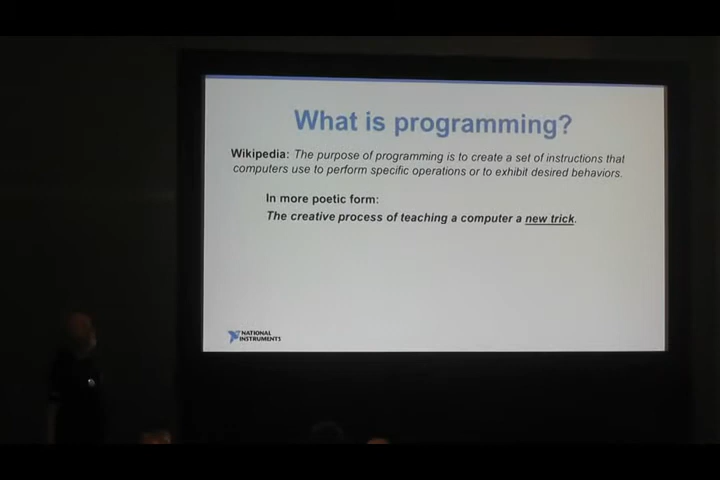 What is programming?
Wikipedia: The purpose of programming is to create a set of instructions that
computers use to perform specific operations or to exhibit desired behaviors.
In more poetic form:
The creative process of teaching a computer a new trick.
NATIONAL
INSTRUMENTS